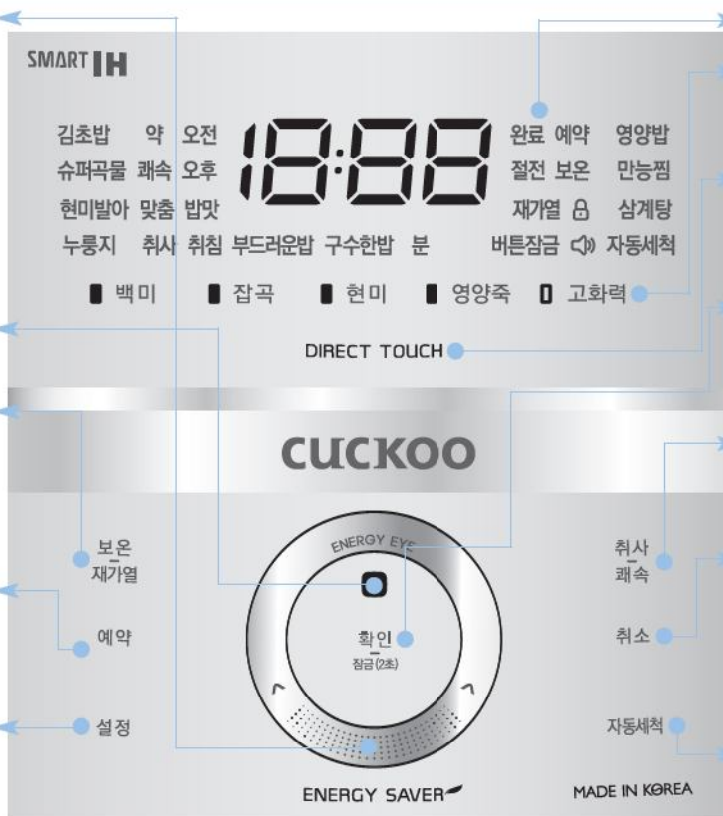 SMART IH
김초밥 약 오전 18:88 완료 예약 영양밥
슈퍼곡물 쾌속 오후 절전 보온 만능찜
현미발아 맞춤 밥맛 재가열 삼계탕
누룽지 취사 취침 부드러운밥 구수한밥 분 버튼잠금 자동세척
백미 잡곡 현미 영양죽 고화력
DIRECT TOUCH
CUCKOO
ENERGY EYE
보온 취사
재가열 쾌속
예약 확인 취소
잠금(2초)
설정 자동세척
ENERGY SAVER MADE IN KOREA